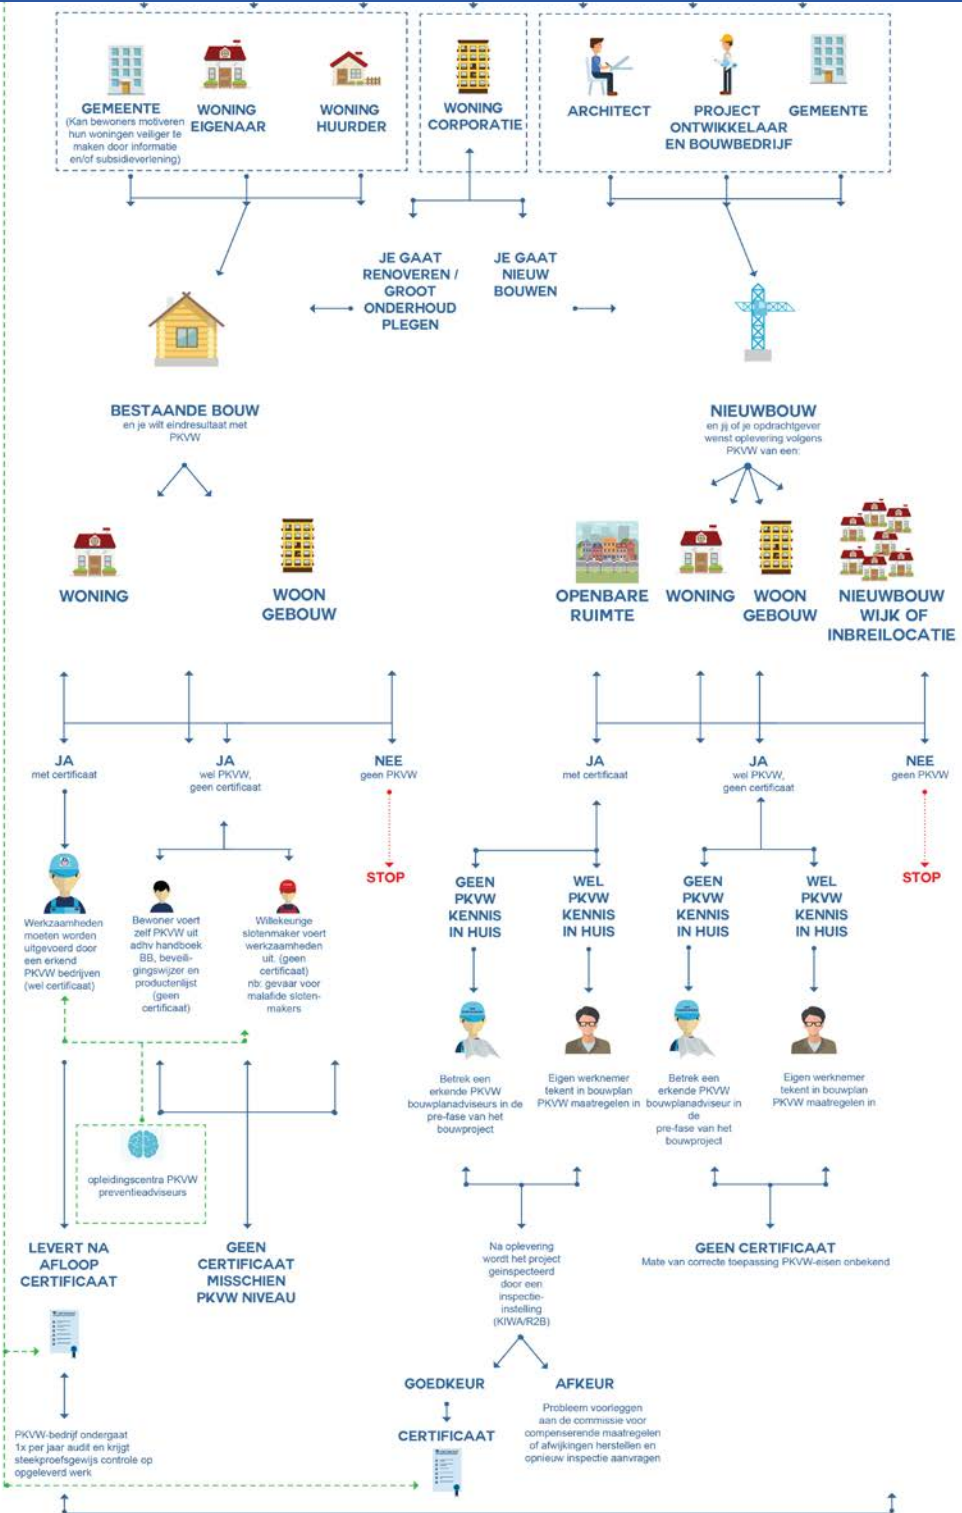 GEMEENTE
(Kan bewoners motiveren
hun woningen veiliger te
maken door informatie
en/of subsidieverlening)
WONING
EIGENAAR
WONING
HUURDER
WONING
CORPORATIE
ARCHITECT
PROJECT
ONTWIKKELAAR
EN BOUWBEDRIJF
GEMEENTE
JE GAAT
RENOVEREN /
GROOT
ONDERHOUD
PLEGEN
JE GAAT
NIEUW
BOUWEN
BESTAANDE BOUW
en je wilt eindresultaat met
PKVW
NIEUWBOUW
en jij of je opdrachtgever
wenst oplevering volgens
PKVW van een:
WONING
WOON
GEBOUW
OPENBARE
RUIMTE
WONING
WOON
GEBOUW
NIEUWBOUW
WIJK OF
INBREILOCATIE
JA
met certificaat
JA
wel PKVW,
geen certificaat
NEE
geen PKVW
JA
met certificaat
JA
wel PKVW,
geen certificaat
NEE
geen PKVW
STOP
STOP
GEEN
PKVW
KENNIS
IN HUIS
WEL
PKVW
KENNIS
IN HUIS
GEEN
PKVW
KENNIS
IN HUIS
WEL
PKVW
KENNIS
IN HUIS
Werkzaamheden
moeten worden
uitgevoerd door
een erkend
PKVW bedrijven
(wel certificaat)
Bewoner voert
zelf PKVW uit
adhv handboek
BB, beveili-
gingswijzer en
productenlijst
(geen
certificaat)
Willekeurige
slotenmaker voert
werkzaamheden
uit. (geen
certificaat)
nb: gevaar voor
malafide sloten-
makers
Betrek een
erkende PKVW
bouwplanadviseurs in de
pre-fase van het
bouwproject
Eigen werknemer
tekent in bouwplan
PKVW maatregelen in
Betrek een
erkende PKVW
bouwplanadviseur in
de
pre-fase van het
bouwproject
Eigen werknemer
tekent in bouwplan
PKVW maatregelen in
opleidingscentra PKVW
preventieadviseurs
LEVERT NA
AFLOOP
CERTIFICAAT
GEEN
CERTIFICAAT
MISSCHIEN
PKVW NIVEAU
Na oplevering
wordt het project
geinspecteerd
door een
inspectie-
instelling
(KIWA/R2B)
GEEN CERTIFICAAT
Mate van correcte toepassing PKVW-eisen onbekend
GOEDKEUR
CERTIFICAAT
AFKEUR
Probleem voorleggen
aan de commissie voor
compenserende maatregelen
of afwijkingen herstellen en
opnieuw inspectie aanvragen
PKVW-bedrijf ondergaat
1x per jaar audit en krijgt
steekproefsgewijs controle op
opgeleverd werk